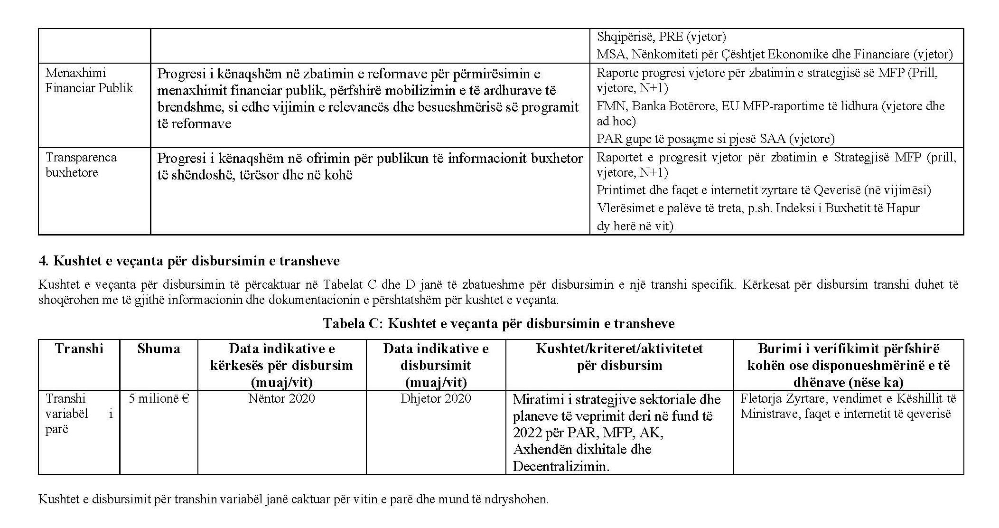 Shqipërisë, PRE (vjetor)
MSA, Nënkomiteti për Çështjet Ekonomike dhe Financiare (vjetor)
Menaxhimi
Financiar Publik
Progresi i kënaqshëm në zbatimin e reformave për përmirësimin e
menaxhimit financiar publik, përfshirë mobilizimin e të ardhurave të
brendshme, si edhe vijimin e relevancës dhe besueshmërisë së programit
të reformave
Raporte progresi vjetore për zbatimin e strategjisë së MFP (Prill,
vjetore, N+1)
FMN, Banka Botërore, EU MFP-raportime të lidhura (vjetore dhe
ad hoc)
PAR gupe të posaçme si pjesë SAA (vjetore)
Transparenca
buxhetore
Progresi i kënaqshëm në ofrimin për publikun të informacionit buxhetor
të shëndoshë, tërësor dhe në kohë
Raportet e progresit vjetor për zbatimin e Strategjisë MFP (prill,
vjetore, N+1)
Printimet dhe faqet e internetit zyrtare të Qeverisë (në vijimësi)
Vlerësimet e palëve të treta, p.sh. Indeksi i Buxhetit të Hapur
dy herë në vit)
4. Kushtet e veçanta për disbursimin e transheve
Kushtet e veçanta për disbursimin të përcaktuar në Tabelat C dhe D janë të zbatueshme për disbursimin e një transhi specifik. Kërkesat për disbursim transhi duhet të
shoqërohen me të gjithë informacionin dhe dokumentacionin e përshtatshëm për kushtet e veçanta.
Tabela C: Kushtet e veçanta për disbursimin e transheve
Transhi
Shuma
Data indikative e
kërkesës për disbursim
(muaj/vit)
Data indikative e
disbursimit
(muaj/vit)
Kushtet/kriteret/aktivitetet
për disbursim
Burimi i verifikimit përfshirë
kohën ose disponueshmërinë e të
dhënave (nëse ka)
Transhi
variabël i
parë
5 milionë €
Nëntor 2020
Dhjetor 2020
Miratimi i strategjive sektoriale dhe
planeve të veprimit deri në fund të
2022 për PAR, MFP, AK,
Axhendën dixhitale dhe
Decentralizimin.
Fletorja Zyrtare, vendimet e Këshillit të
Ministrave, faqet e internetit të qeverisë
Kushtet e disbursimit për transhin variabël janë caktuar për vitin e parë dhe mund të ndryshohen.